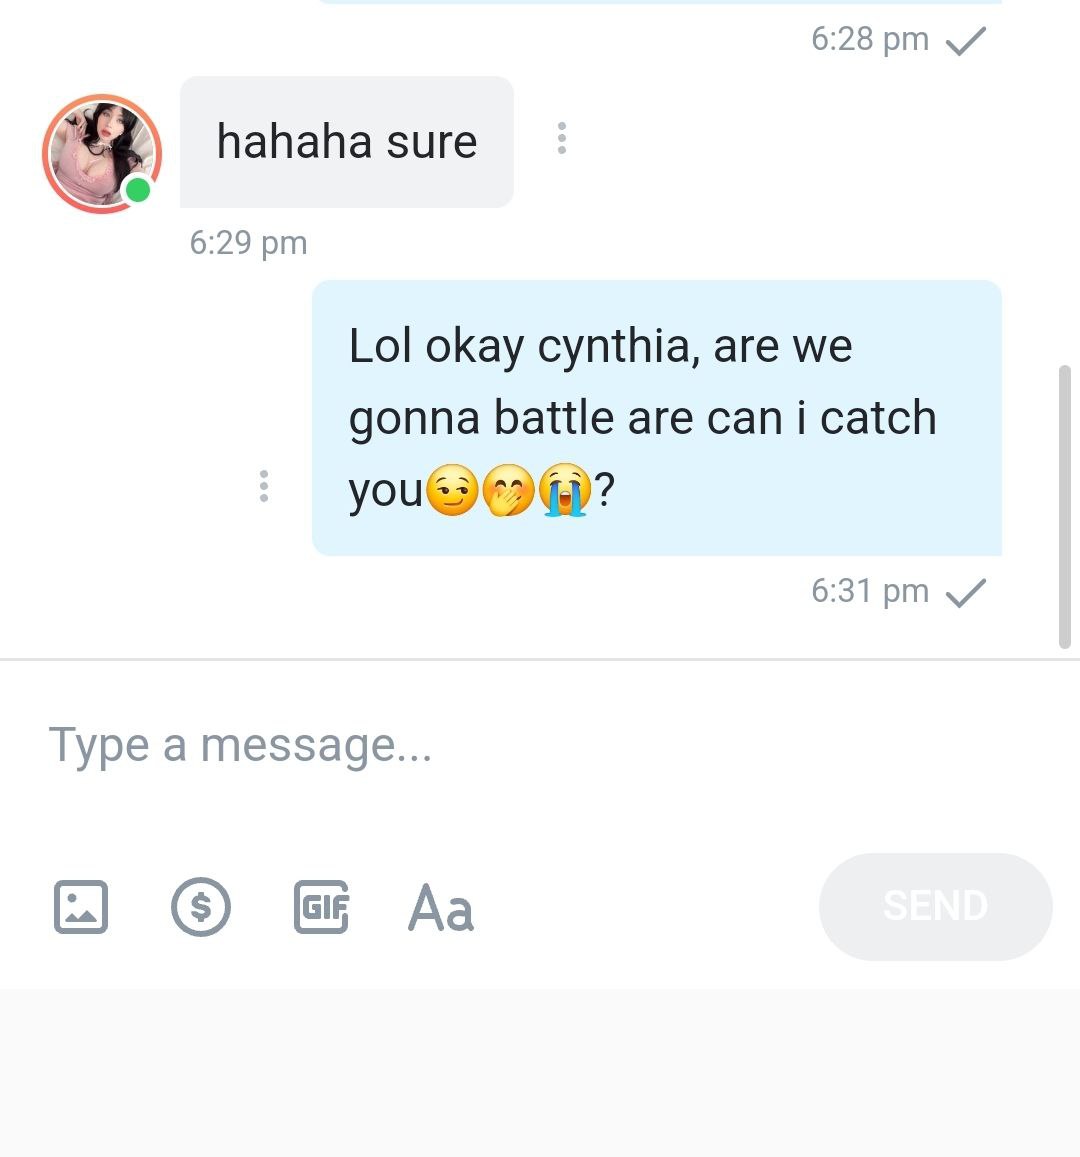 6:28 pm
hahaha sure
6:29 pm
Lol okay cynthia, are we
gonna battle are can i catch
you😏🤭😭?
6:31 pm
Type a message...
$
GIF
Aa
SEND